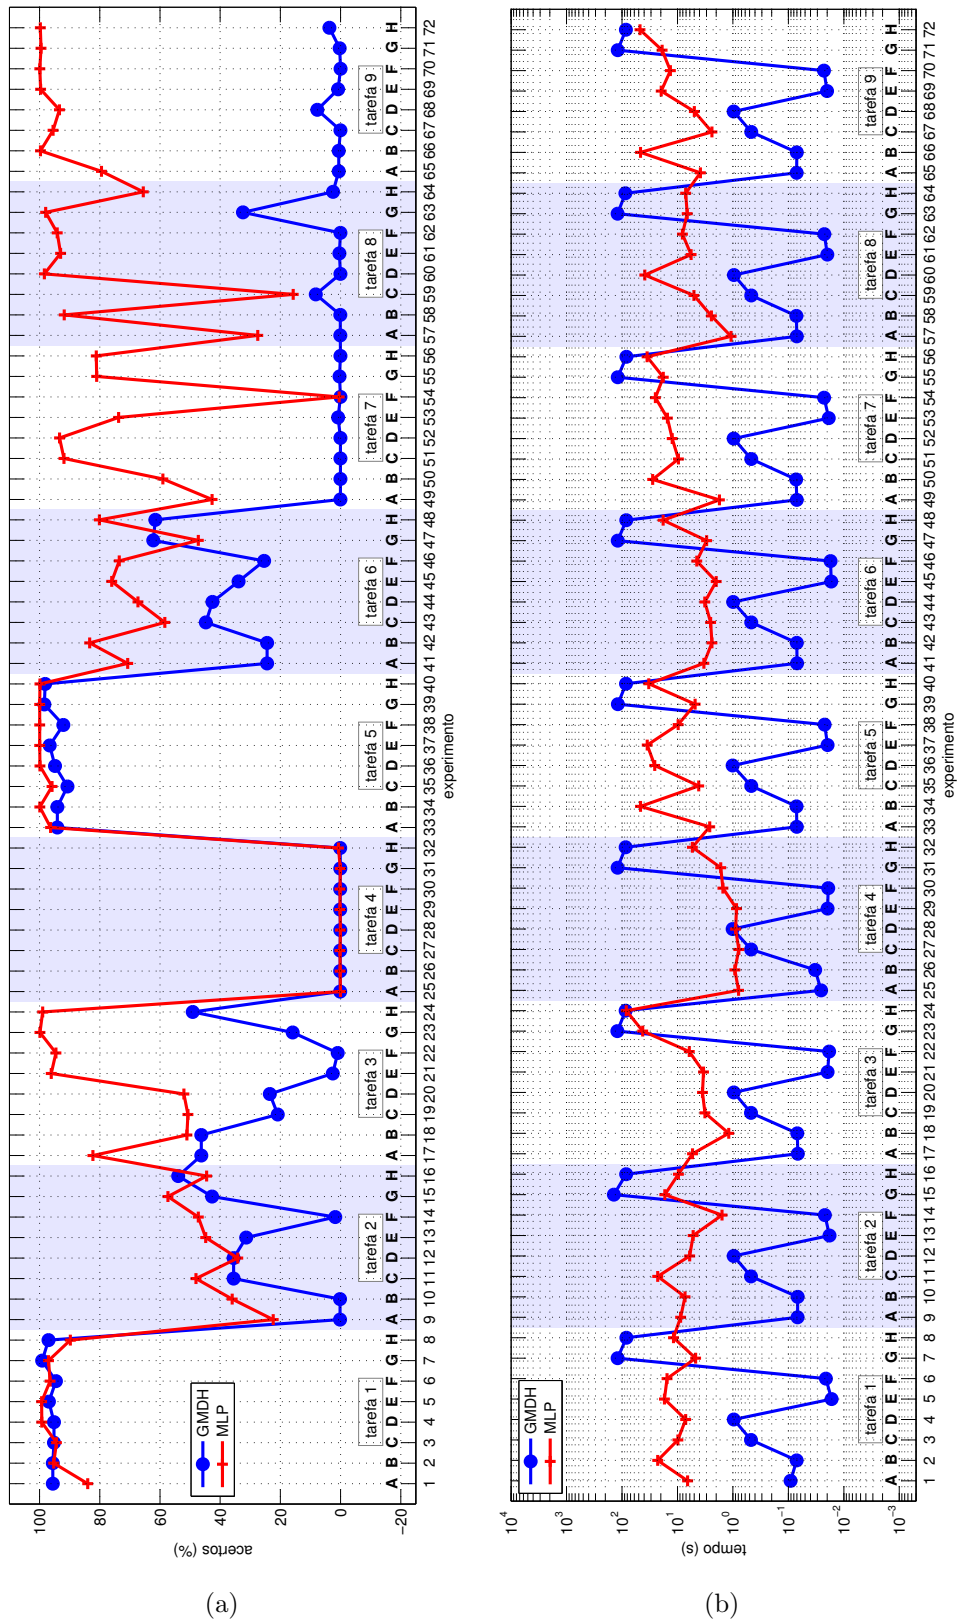 100
80
60
40
20
0
-20
acertos (%)
GMDH
MLP
tarefa 1
tarefa 2
tarefa 3
tarefa 4
tarefa 5
tarefa 6
tarefa 7
tarefa 8
tarefa 9
A B C D E F G H A B C D E F G H A B C D E F G H A B C D E F G H A B C D E F G H A B C D E F G H A B C D E F G H A B C D E F G H A B C D E F G H
1 2 3 4 5 6 7 8 9 10 11 12 13 14 15 16 17 18 19 20 21 22 23 24 25 26 27 28 29 30 31 32 33 34 35 36 37 38 39 40 41 42 43 44 45 46 47 48 49 50 51 52 53 54 55 56 57 58 59 60 61 62 63 64 65 66 67 68 69 70 71 72
experimento
(a)
10⁴
10³
10²
10¹
10⁰
10⁻¹
10⁻²
10⁻³
tempo (s)
GMDH
MLP
tarefa 1
tarefa 2
tarefa 3
tarefa 4
tarefa 5
tarefa 6
tarefa 7
tarefa 8
tarefa 9
A B C D E F G H A B C D E F G H A B C D E F G H A B C D E F G H A B C D E F G H A B C D E F G H A B C D E F G H A B C D E F G H A B C D E F G H
1 2 3 4 5 6 7 8 9 10 11 12 13 14 15 16 17 18 19 20 21 22 23 24 25 26 27 28 29 30 31 32 33 34 35 36 37 38 39 40 41 42 43 44 45 46 47 48 49 50 51 52 53 54 55 56 57 58 59 60 61 62 63 64 65 66 67 68 69 70 71 72
experimento
(b)